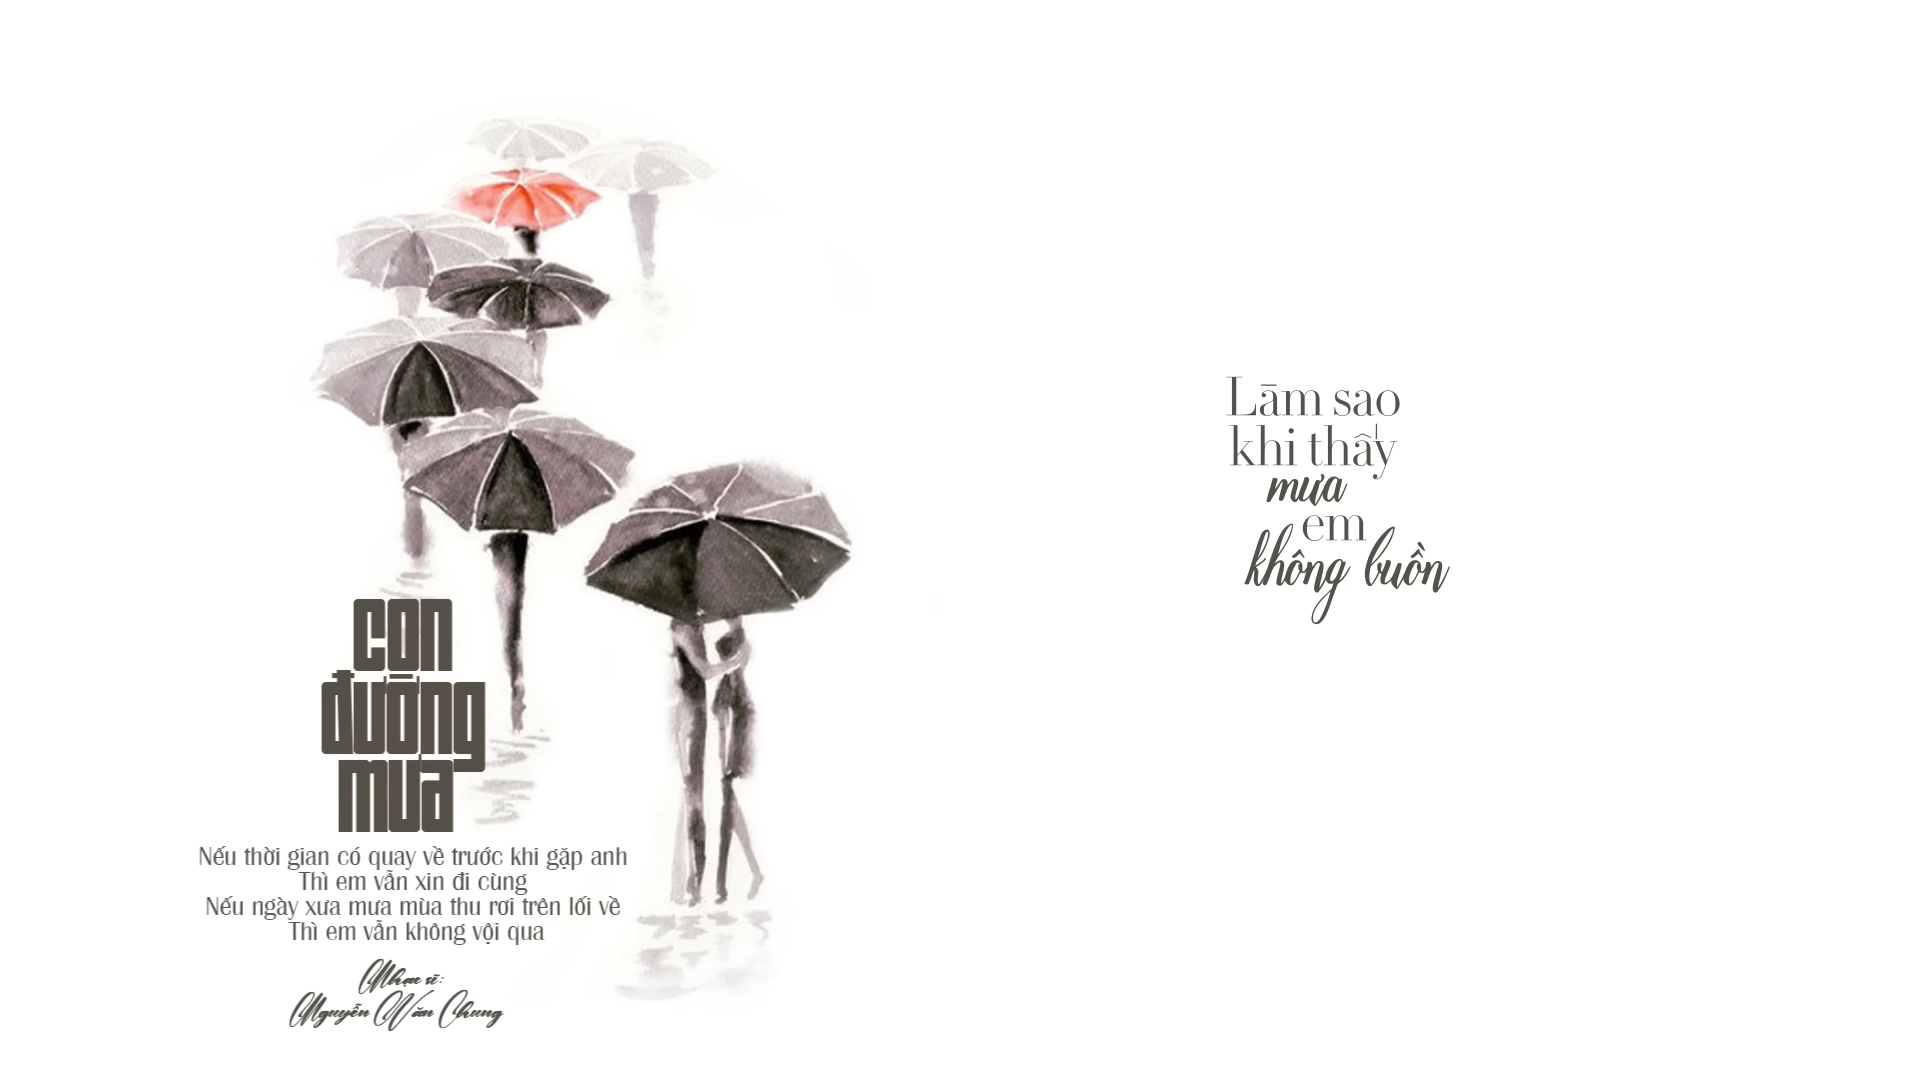 con
đường
mưa
Nếu thời gian có quay về trước khi gặp anh
Thì em vẫn xin đi cùng
Nếu ngày xưa mưa mùa thu rơi trên lối về
Thì em vẫn không vội qua
Nhạc sĩ:
Nguyễn Văn Chung
Làm sao
khi thấy
mưa
em
không buồn